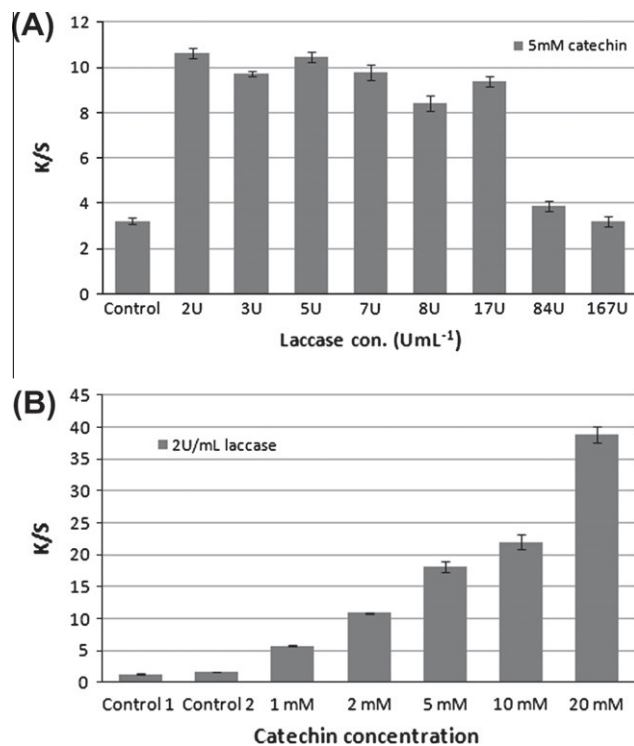 (A)
12
5mM catechin
10
8
K/S
6
4
2
0
Control 2U 3U 5U 7U 8U 17U 84U 167U
Laccase con. (UmL⁻¹)
(B)
45
40
2U/mL laccase
35
30
25
K/S
20
15
10
5
0
Control 1 Control 2 1 mM 2 mM 5 mM 10 mM 20 mM
Catechin concentration